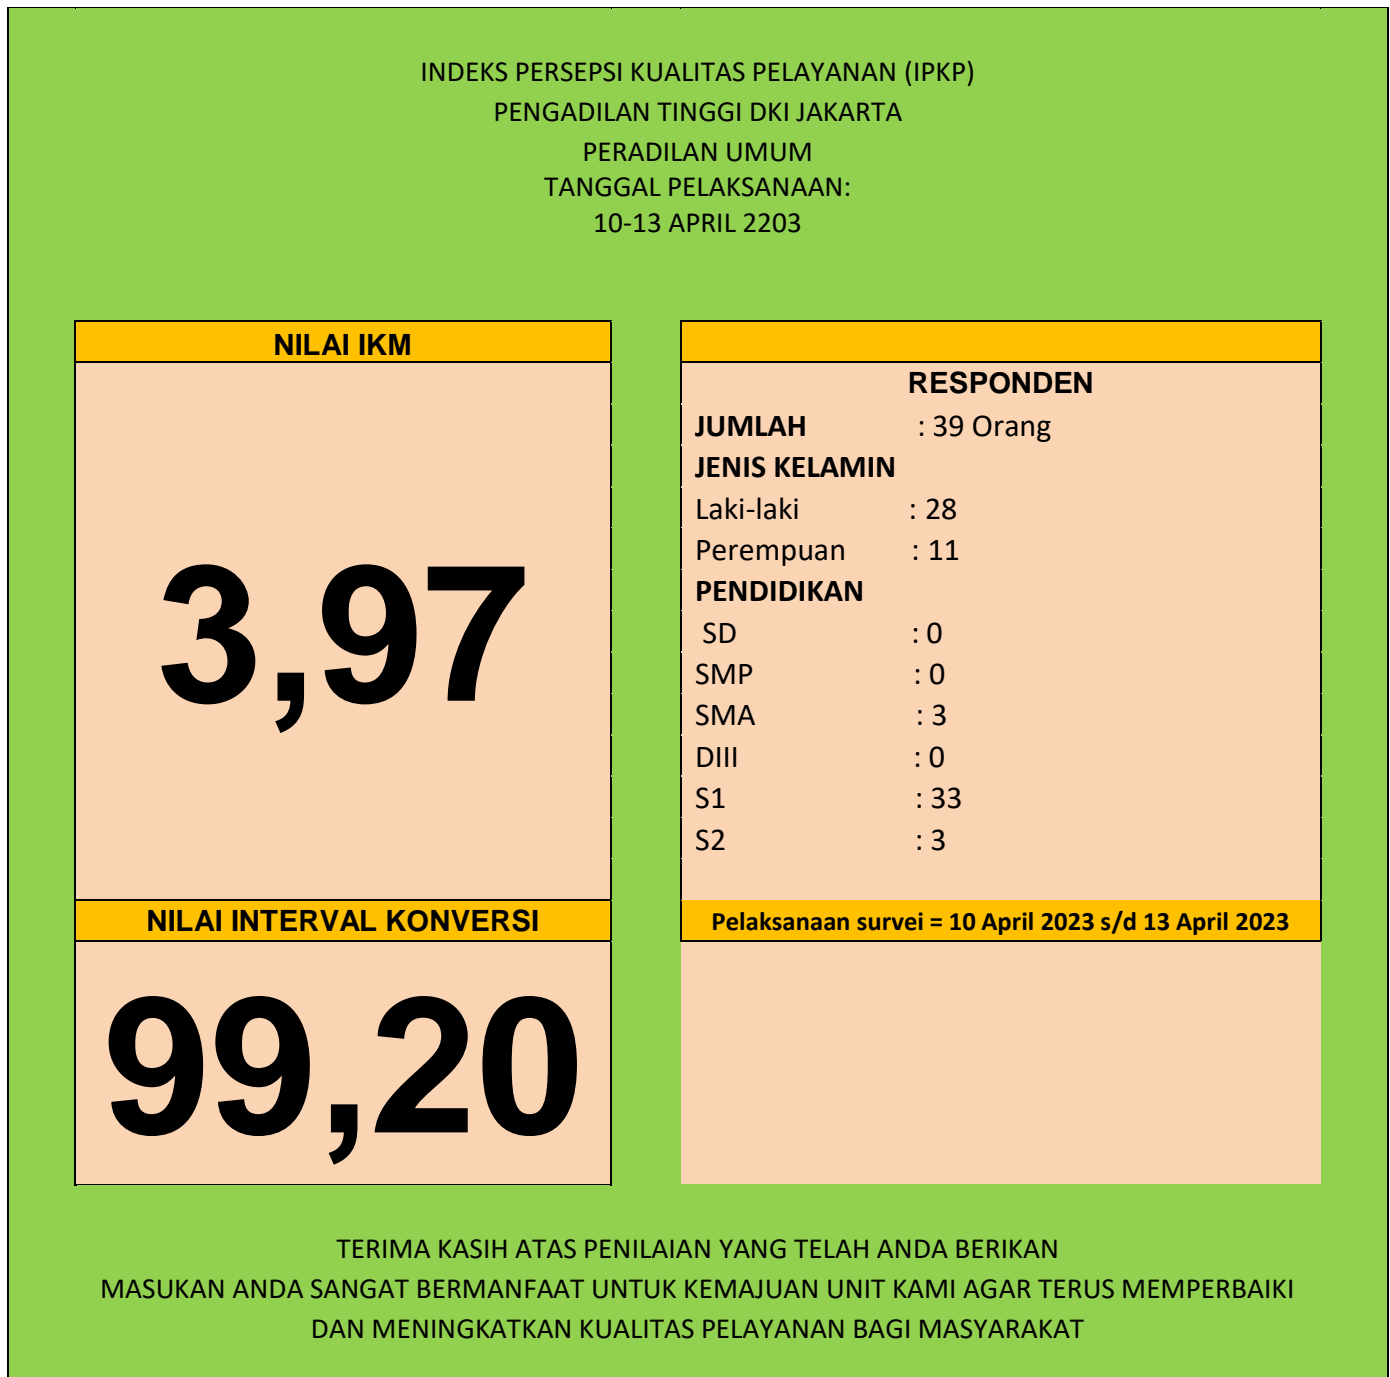 INDEKS PERSEPSI KUALITAS PELAYANAN (IPKP)
PENGADILAN TINGGI DKI JAKARTA
PERADILAN UMUM
TANGGAL PELAKSANAAN:
10-13 APRIL 2203
NILAI IKM
3,97
NILAI INTERVAL KONVERSI
99,20
RESPONDEN
JUMLAH : 39 Orang
JENIS KELAMIN
Laki-laki : 28
Perempuan : 11
PENDIDIKAN
SD : 0
SMP : 0
SMA : 3
DIII : 0
S1 : 33
S2 : 3
Pelaksanaan survei = 10 April 2023 s/d 13 April 2023
TERIMA KASIH ATAS PENILAIAN YANG TELAH ANDA BERIKAN
MASUKAN ANDA SANGAT BERMANFAAT UNTUK KEMAJUAN UNIT KAMI AGAR TERUS MEMPERBAIKI
DAN MENINGKATKAN KUALITAS PELAYANAN BAGI MASYARAKAT